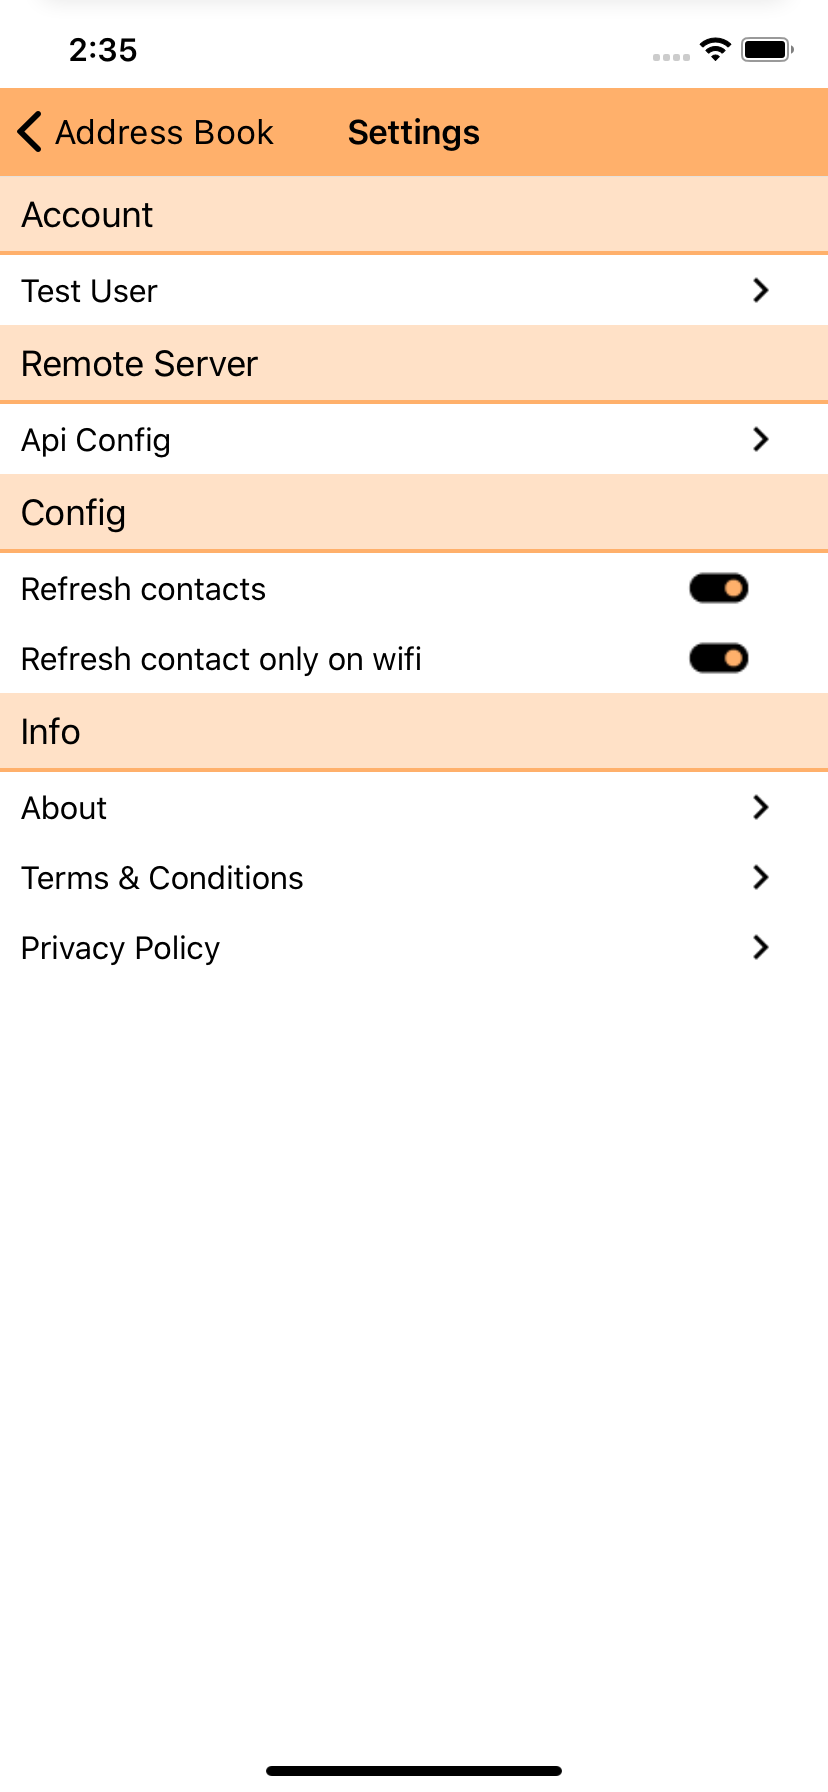 2:35
Address Book Settings
Account
Test User
Remote Server
Api Config
Config
Refresh contacts
Refresh contact only on wifi
Info
About
Terms & Conditions
Privacy Policy